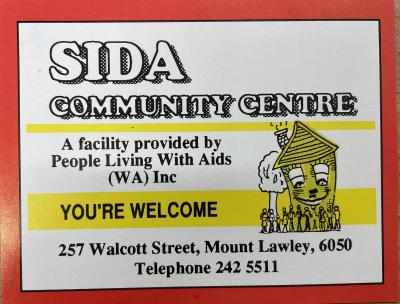 SIDA
COMMUNITY CENTRE
A facility provided by
People Living With Aids
(WA) Inc
YOU'RE WELCOME
257 Walcott Street, Mount Lawley, 6050
Telephone 242 5511